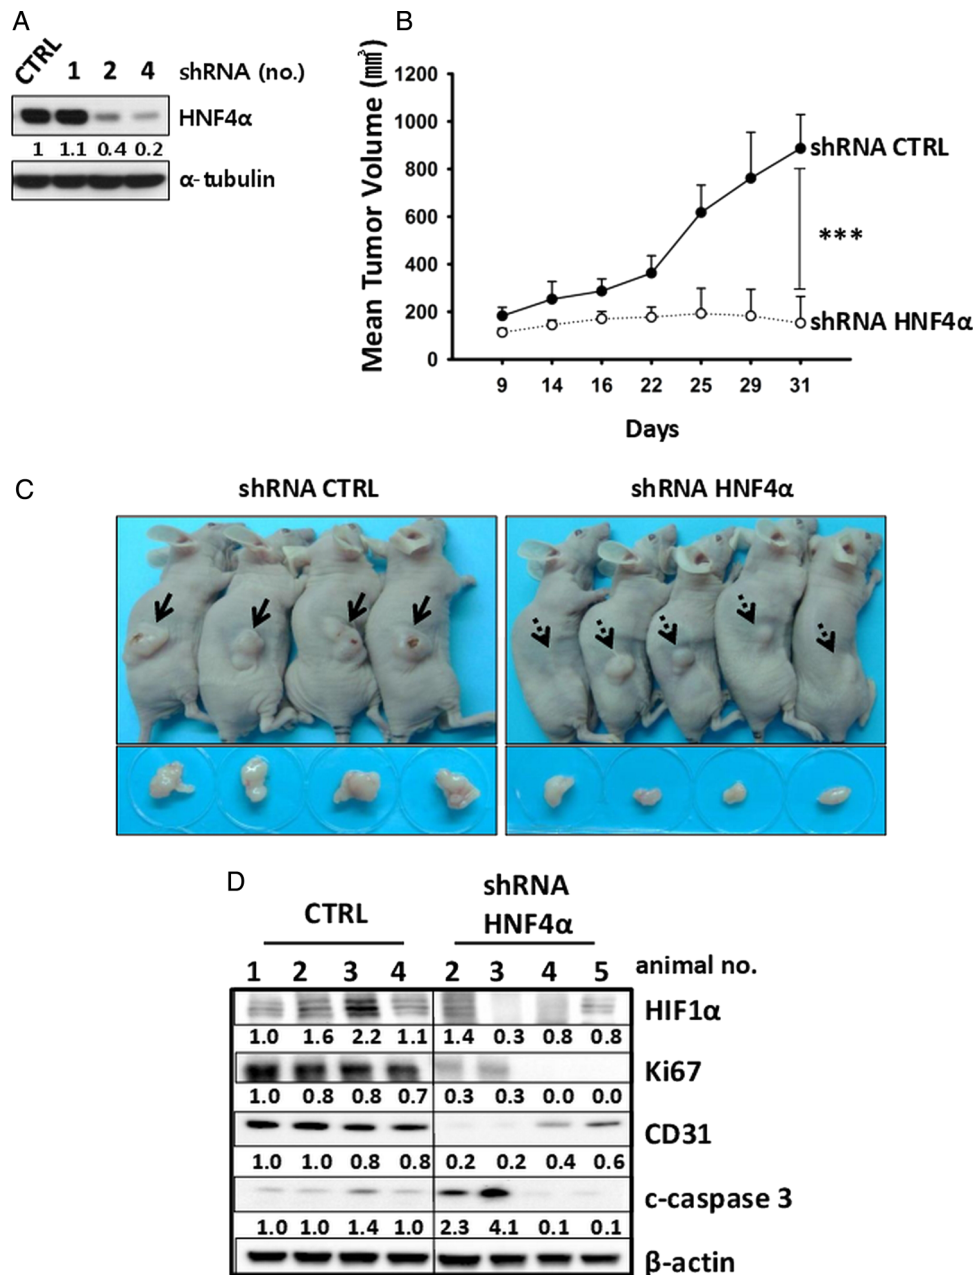 A
CTRL 1 2 4 shRNA (no.)
HNF4α
1 1.1 0.4 0.2
α-tubulin
B
Mean Tumor Volume (㎣)
1200
1000
800
600
400
200
0
9 14 16 22 25 29 31
Days
shRNA CTRL
***
shRNA HNF4α
C
shRNA CTRL shRNA HNF4α
D
CTRL
shRNA
HNF4α
1 2 3 4 2 3 4 5 animal no.
HIF1α
1.0 1.6 2.2 1.1 1.4 0.3 0.8 0.8
Ki67
1.0 0.8 0.8 0.7 0.3 0.3 0.0 0.0
CD31
1.0 1.0 0.8 0.8 0.2 0.2 0.4 0.6
c-caspase 3
1.0 1.0 1.4 1.0 2.3 4.1 0.1 0.1
β-actin